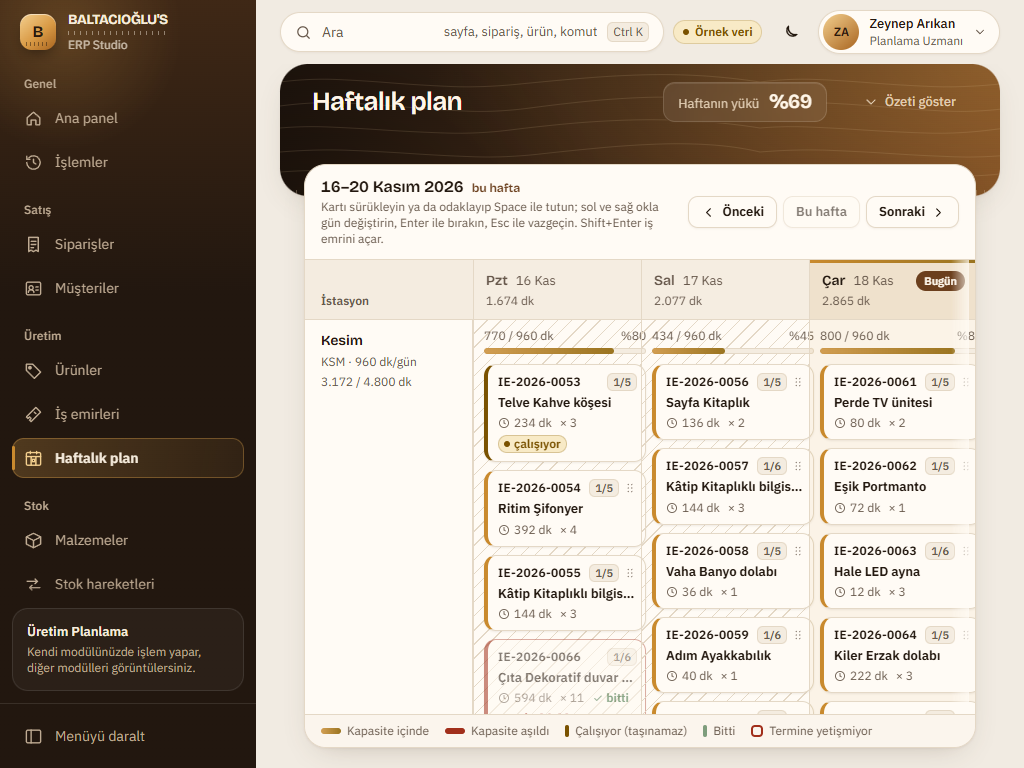 B
BALTACIOĞLU'S
ERP Studio
Genel
Ana panel
İşlemler
Satış
Siparişler
Müşteriler
Üretim
Ürünler
İş emirleri
Haftalık plan
Stok
Malzemeler
Stok hareketleri
Üretim Planlama
Kendi modülünüzde işlem yapar,
diğer modülleri görüntülersiniz.
Menüyü daralt
Ara sayfa, sipariş, ürün, komut Ctrl K
Örnek veri
ZA
Zeynep Arıkan
Planlama Uzmanı
Haftalık plan
Haftanın yükü %69
Özeti göster
16–20 Kasım 2026 bu hafta
Kartı sürükleyin ya da odaklayıp Space ile tutun; sol ve sağ okla
gün değiştirin, Enter ile bırakın, Esc ile vazgeçin. Shift+Enter iş
emrini açar.
Önceki
Bu hafta
Sonraki
İstasyon
Pzt 16 Kas
1.674 dk
Sal 17 Kas
2.077 dk
Çar 18 Kas Bugün
2.865 dk
Kesim
KSM · 960 dk/gün
3.172 / 4.800 dk
770 / 960 dk %80
IE-2026-0053 1/5
Telve Kahve köşesi
234 dk × 3
çalışıyor
IE-2026-0054 1/5
Ritim Şifonyer
392 dk × 4
IE-2026-0055 1/5
Kâtip Kitaplıklı bilgis...
144 dk × 3
IE-2026-0066 1/6
Çıta Dekoratif duvar ...
594 dk × 11 bitti
434 / 960 dk %45
IE-2026-0056 1/5
Sayfa Kitaplık
136 dk × 2
IE-2026-0057 1/6
Kâtip Kitaplıklı bilgis...
144 dk × 3
IE-2026-0058 1/5
Vaha Banyo dolabı
36 dk × 1
IE-2026-0059 1/6
Adım Ayakkabılık
40 dk × 1
800 / 960 dk %8
IE-2026-0061 1/5
Perde TV ünitesi
80 dk × 2
IE-2026-0062 1/5
Eşik Portmanto
72 dk × 1
IE-2026-0063 1/6
Hale LED ayna
12 dk × 3
IE-2026-0064 1/5
Kiler Erzak dolabı
222 dk × 3
Kapasite içinde
Kapasite aşıldı
Çalışıyor (taşınamaz)
Bitti
Termine yetişmiyor